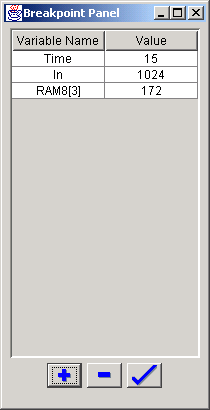 Breakpoint Panel
Variable Name Value
Time 15
In 1024
RAM8[3] 172